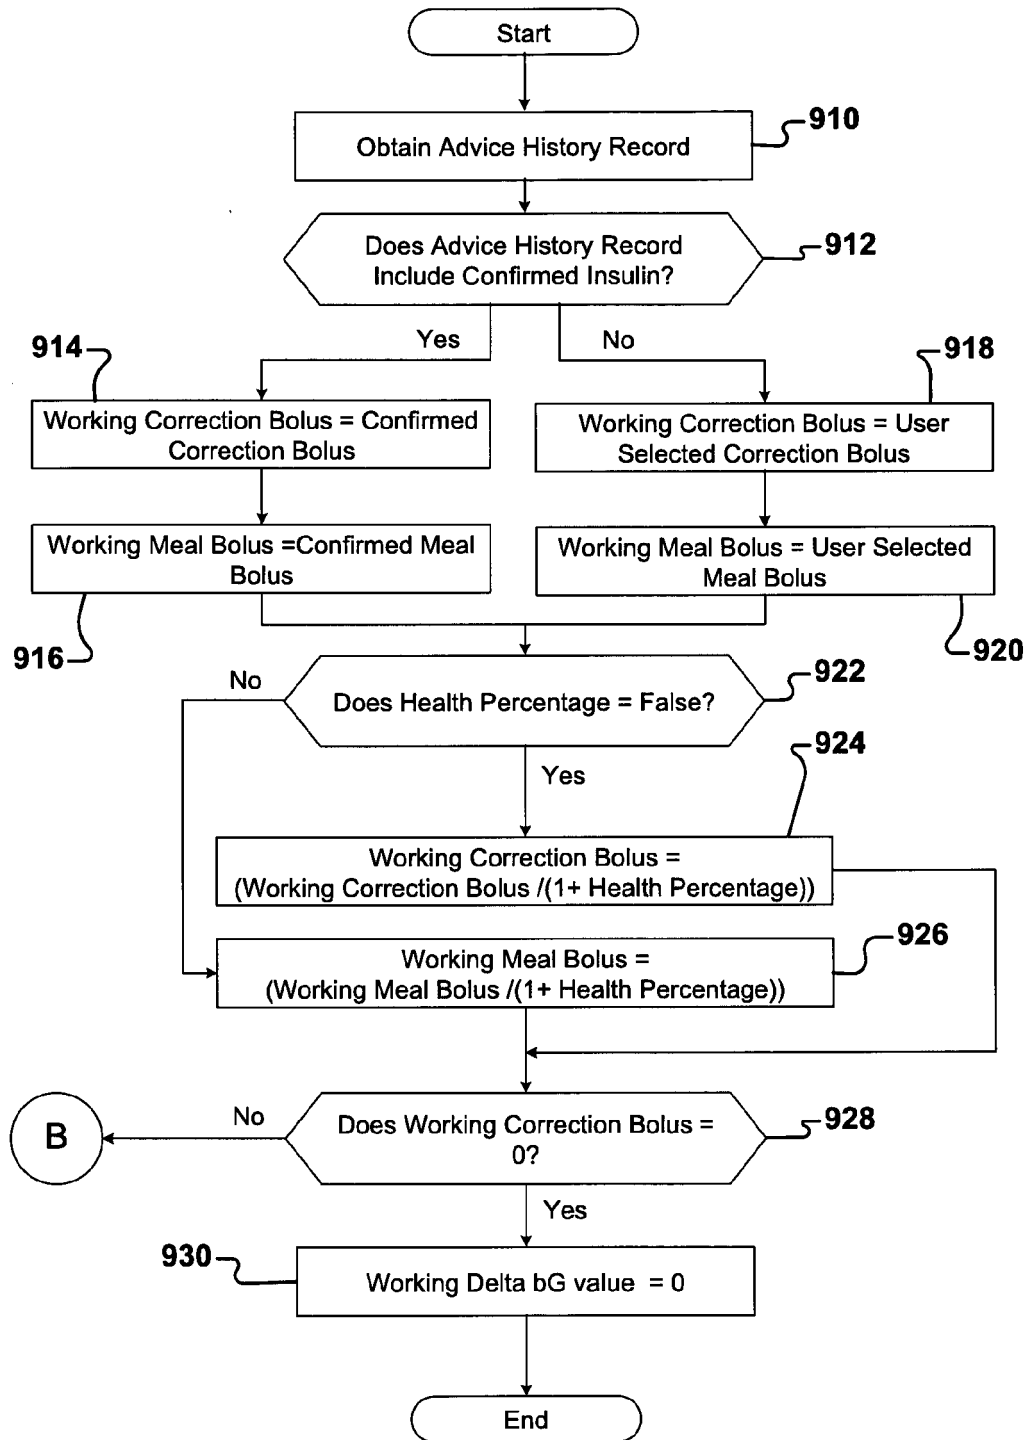 Start
Obtain Advice History Record
910
Does Advice History Record
Include Confirmed Insulin?
912
Yes
No
914
918
Working Correction Bolus = Confirmed
Correction Bolus
Working Correction Bolus = User
Selected Correction Bolus
Working Meal Bolus =Confirmed Meal
Bolus
Working Meal Bolus = User Selected
Meal Bolus
916
920
No
Does Health Percentage = False?
922
924
Yes
Working Correction Bolus =
(Working Correction Bolus /(1+ Health Percentage))
926
Working Meal Bolus =
(Working Meal Bolus /(1+ Health Percentage))
B
No
Does Working Correction Bolus =
0?
928
Yes
930
Working Delta bG value = 0
End